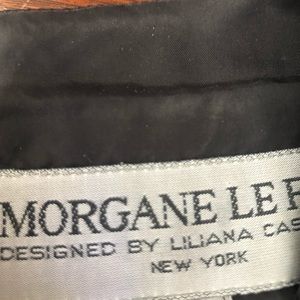 MORGANE LE F
DESIGNED BY LILIANA CAS
NEW YORK